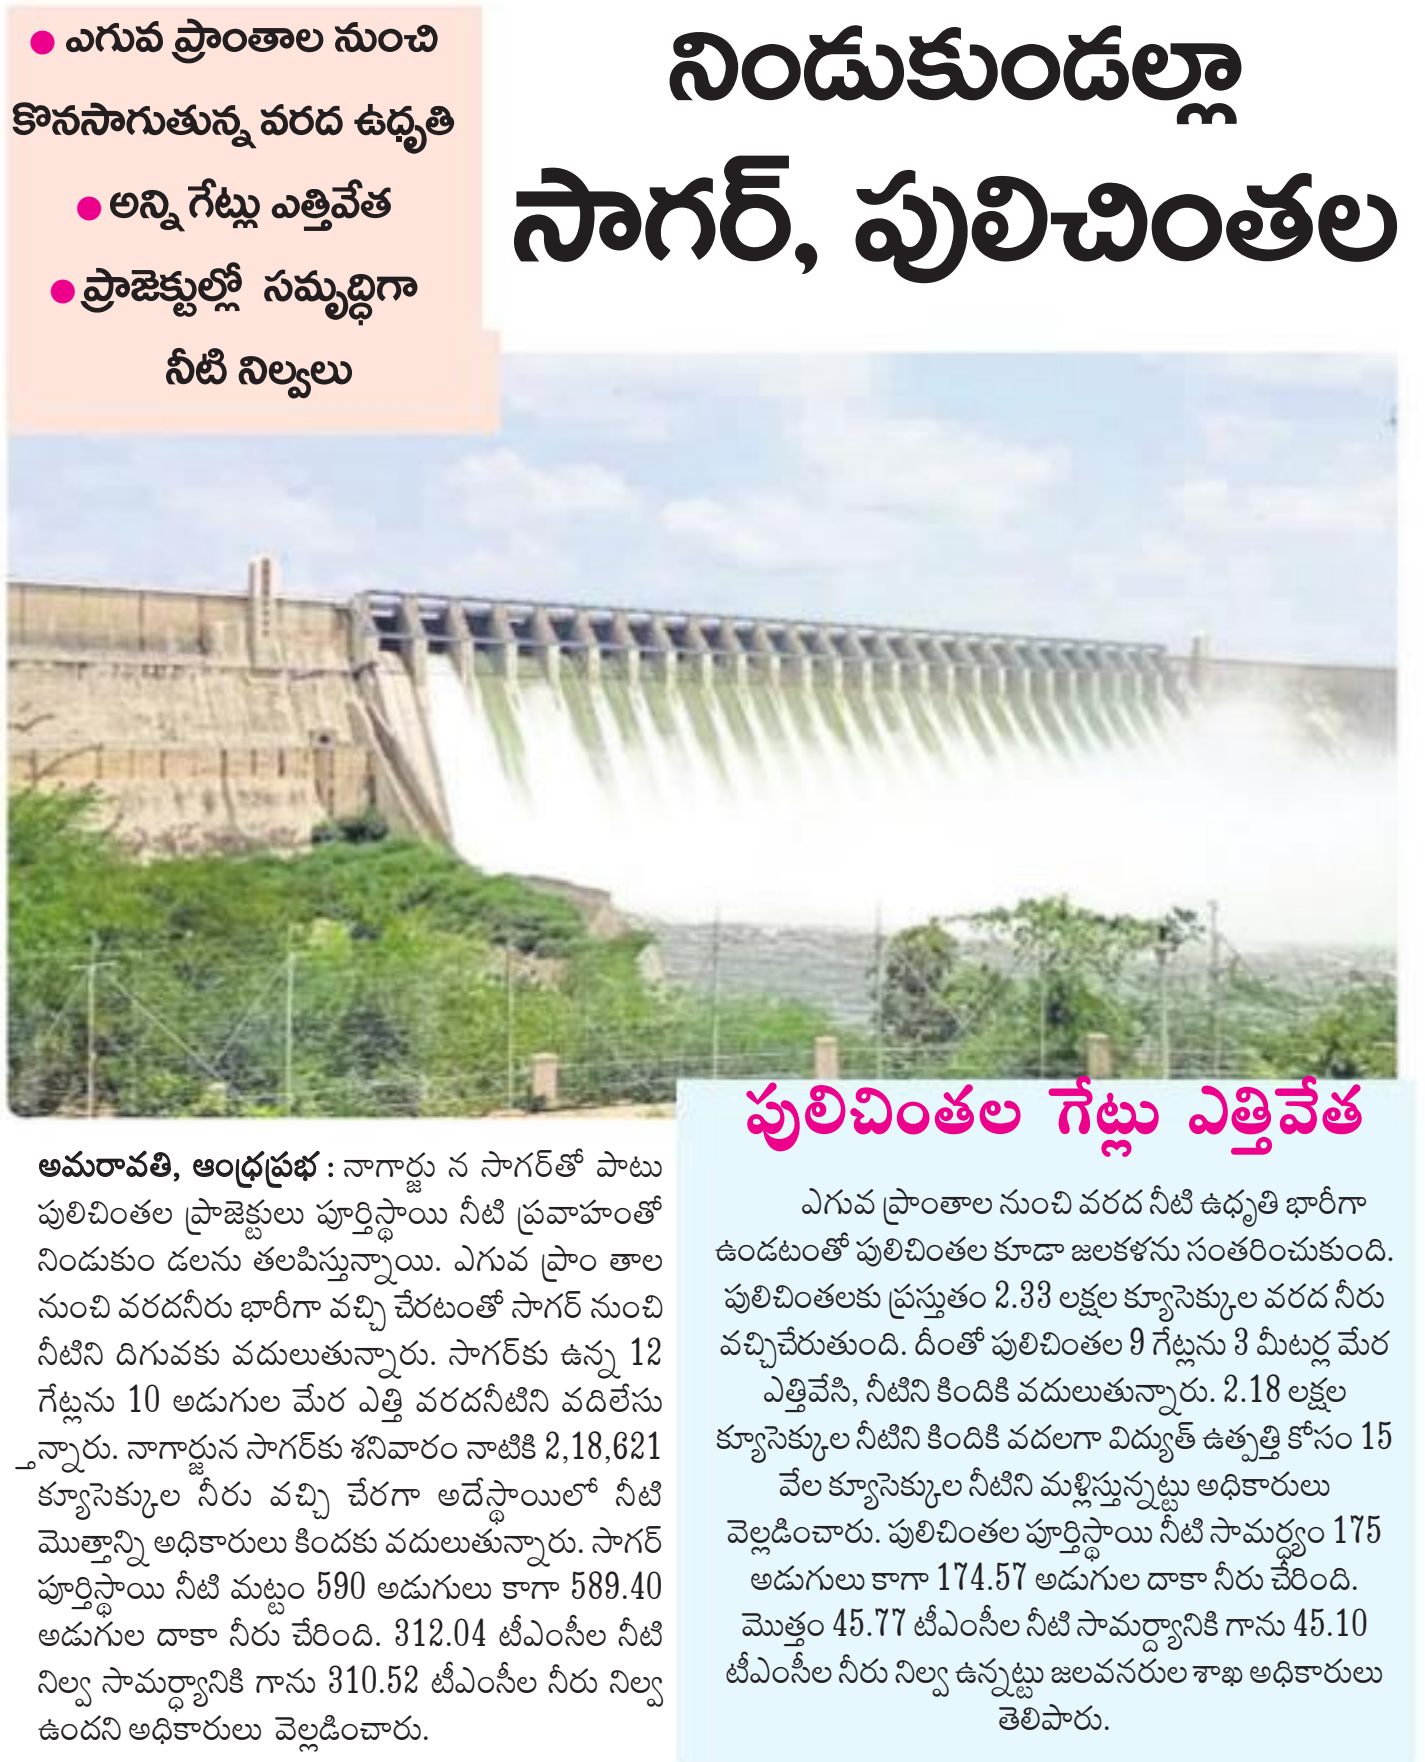 ● ఎగువ ప్రాంతాల నుంచి
కొనసాగుతున్న వరద ఉధృతి
● అన్ని గేట్లు ఎత్తివేత
● ప్రాజెక్టుల్లో సమృద్ధిగా
నీటి నిల్వలు
నిండుకుండల్లా
సాగర్, పులిచింతల
అమరావతి, ఆంధ్రప్రభ : నాగార్జు న సాగర్‌తో పాటు
పులిచింతల ప్రాజెక్టులు పూర్తిస్థాయి నీటి ప్రవాహంతో
నిండుకుం డలను తలపిస్తున్నాయి. ఎగువ ప్రాం తాల
నుంచి వరదనీరు భారీగా వచ్చి చేరటంతో సాగర్ నుంచి
నీటిని దిగువకు వదులుతున్నారు. సాగర్‌కు ఉన్న 12
గేట్లను 10 అడుగుల మేర ఎత్తి వరదనీటిని వదిలేసు
్తన్నారు. నాగార్జున సాగర్‌కు శనివారం నాటికి 2,18,621
క్యూసెక్కుల నీరు వచ్చి చేరగా అదేస్థాయిలో నీటి
మొత్తాన్ని అధికారులు కిందకు వదులుతున్నారు. సాగర్
పూర్తిస్థాయి నీటి మట్టం 590 అడుగులు కాగా 589.40
అడుగుల దాకా నీరు చేరింది. 312.04 టీఎంసీల నీటి
నిల్వ సామర్థ్యానికి గాను 310.52 టీఎంసీల నీరు నిల్వ
ఉందని అధికారులు వెల్లడించారు.
పులిచింతల గేట్లు ఎత్తివేత
ఎగువ ప్రాంతాల నుంచి వరద నీటి ఉధృతి భారీగా
ఉండటంతో పులిచింతల కూడా జలకళను సంతరించుకుంది.
పులిచింతలకు ప్రస్తుతం 2.33 లక్షల క్యూసెక్కుల వరద నీరు
వచ్చిచేరుతుంది. దీంతో పులిచింతల 9 గేట్లను 3 మీటర్ల మేర
ఎత్తివేసి, నీటిని కిందికి వదులుతున్నారు. 2.18 లక్షల
క్యూసెక్కుల నీటిని కిందికి వదలగా విద్యుత్ ఉత్పత్తి కోసం 15
వేల క్యూసెక్కుల నీటిని మళ్లిస్తున్నట్టు అధికారులు
వెల్లడించారు. పులిచింతల పూర్తిస్థాయి నీటి సామర్థ్యం 175
అడుగులు కాగా 174.57 అడుగుల దాకా నీరు చేరింది.
మొత్తం 45.77 టీఎంసీల నీటి సామర్ద్యానికి గాను 45.10
టీఎంసీల నీరు నిల్వ ఉన్నట్టు జలవనరుల శాఖ అధికారులు
తెలిపారు.